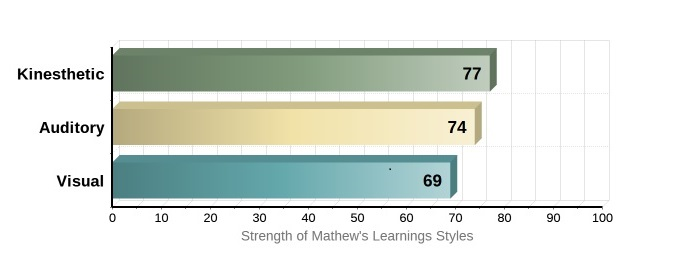 Kinesthetic 77
Auditory 74
Visual 69
0 10 20 30 40 50 60 70 80 90 100
Strength of Mathew's Learnings Styles